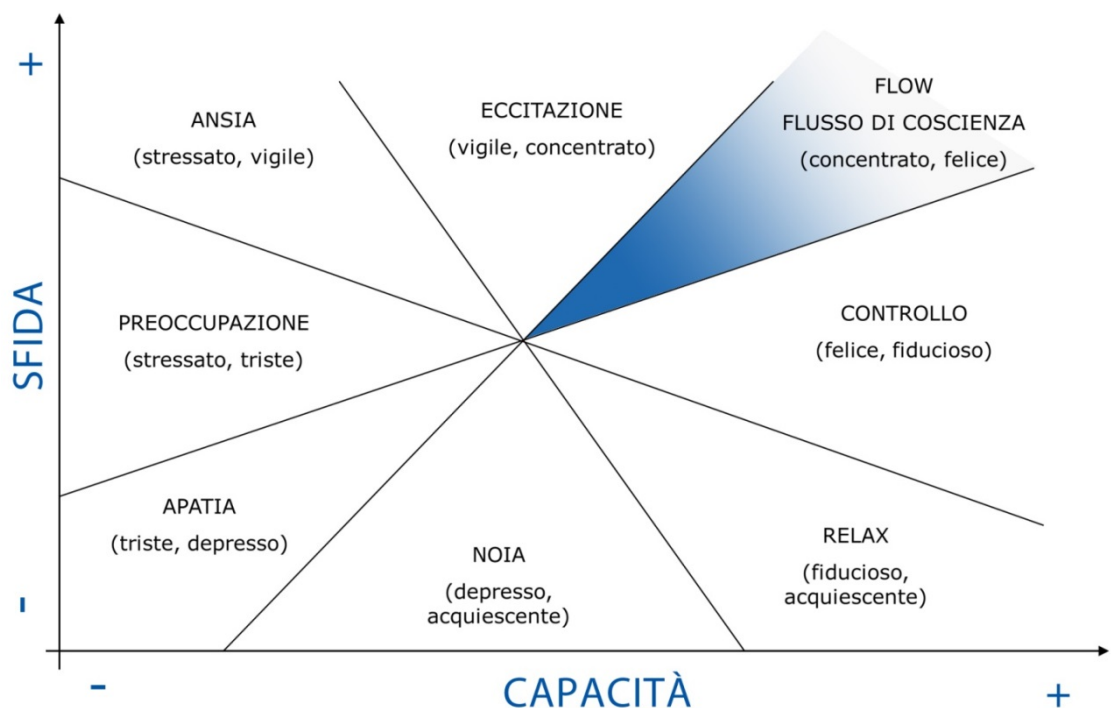 +
ANSIA
(stressato, vigile)
ECCITAZIONE
(vigile, concentrato)
FLOW
FLUSSO DI COSCIENZA
(concentrato, felice)
SFIDA
PREOCCUPAZIONE
(stressato, triste)
CONTROLLO
(felice, fiducioso)
APATIA
(triste, depresso)
NOIA
(depresso,
acquiescente)
RELAX
(fiducioso,
acquiescente)
-
-
CAPACITÀ
+